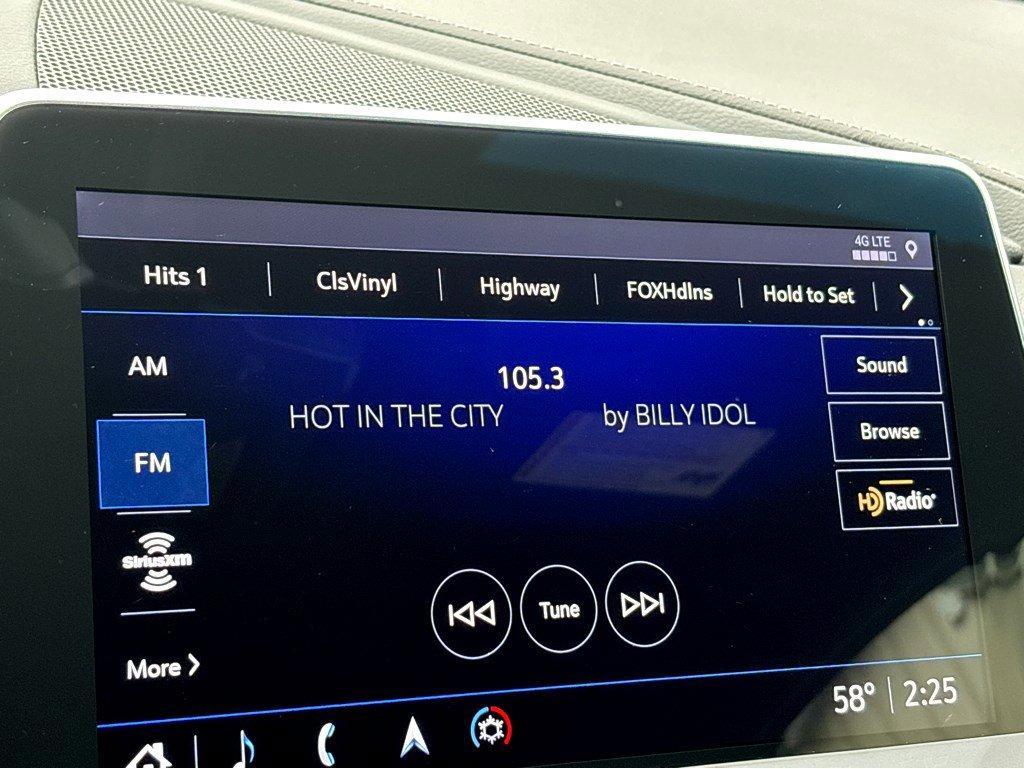 4G LTE
Hits 1
ClsVinyl
Highway
FOXHdlns
Hold to Set
AM
105.3
Sound
HOT IN THE CITY by BILLY IDOL
Browse
FM
HD Radio
SiriusXM
Tune
More
58° 2:25